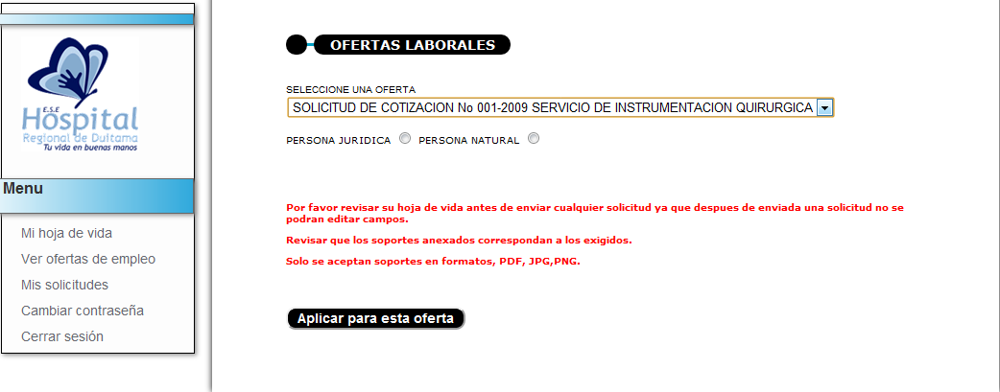 E.S.E
Hospital
Regional de Duitama
Tu vida en buenas manos
Menu
Mi hoja de vida
Ver ofertas de empleo
Mis solicitudes
Cambiar contraseña
Cerrar sesión
OFERTAS LABORALES
SELECCIONE UNA OFERTA
SOLICITUD DE COTIZACION No 001-2009 SERVICIO DE INSTRUMENTACION QUIRURGICA
PERSONA JURIDICA PERSONA NATURAL
Por favor revisar su hoja de vida antes de enviar cualquier solicitud ya que despues de enviada una solicitud no se
podran editar campos.
Revisar que los soportes anexados correspondan a los exigidos.
Solo se aceptan soportes en formatos, PDF, JPG,PNG.
Aplicar para esta oferta